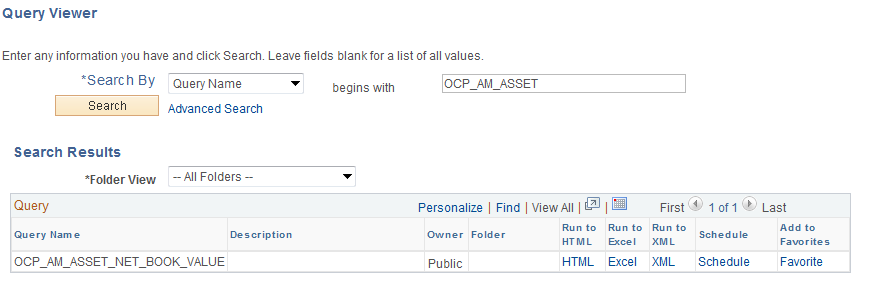 Query Viewer
Enter any information you have and click Search. Leave fields blank for a list of all values.
*Search By Query Name begins with OCP_AM_ASSET
Search Advanced Search
Search Results
*Folder View -- All Folders --
Query Personalize | Find | View All | | First 1 of 1 Last
Query Name Description Owner Folder Run to HTML Run to Excel Run to XML Schedule Add to Favorites
OCP_AM_ASSET_NET_BOOK_VALUE Public HTML Excel XML Schedule Favorite